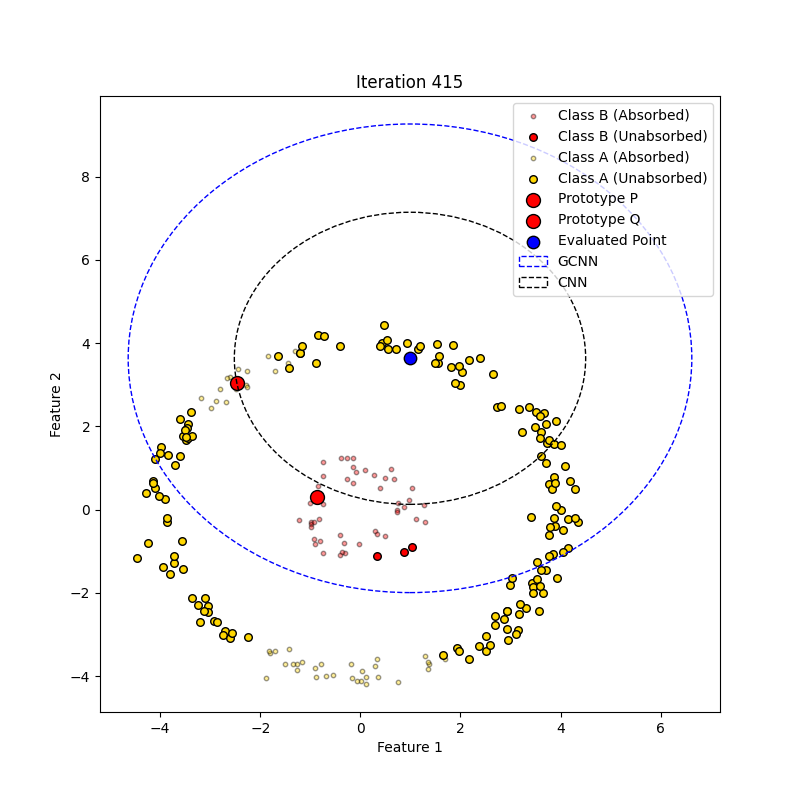 Iteration 415
Class B (Absorbed)
Class B (Unabsorbed)
Class A (Absorbed)
Class A (Unabsorbed)
Prototype P
Prototype Q
Evaluated Point
GCNN
CNN
8
6
4
2
0
−2
−4
−4 −2 0 2 4 6
Feature 1
Feature 2